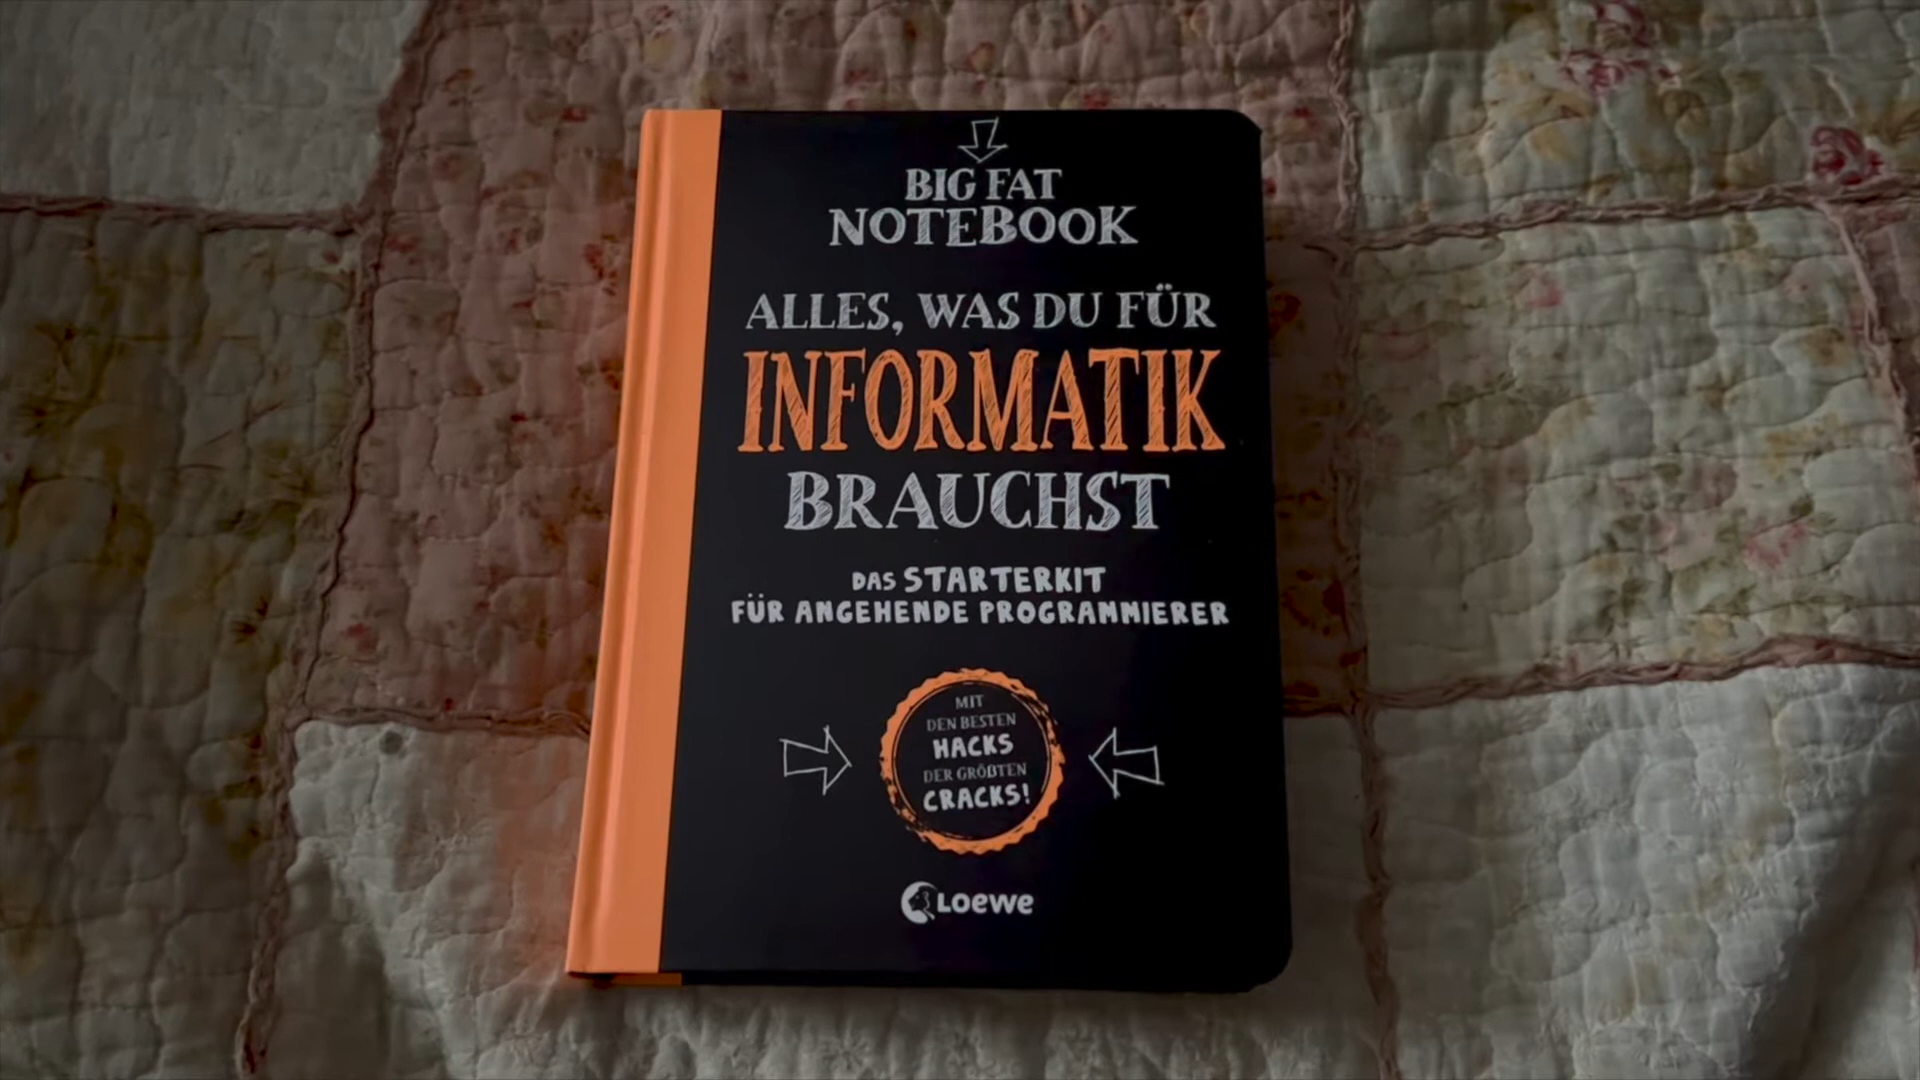 BIG FAT
NOTEBOOK
ALLES, WAS DU FÜR
INFORMATIK
BRAUCHST
DAS STARTERKIT
FÜR ANGEHENDE PROGRAMMIERER
MIT
DEN BESTEN
HACKS
DER GRÖßTEN
CRACKS!
LOEWE